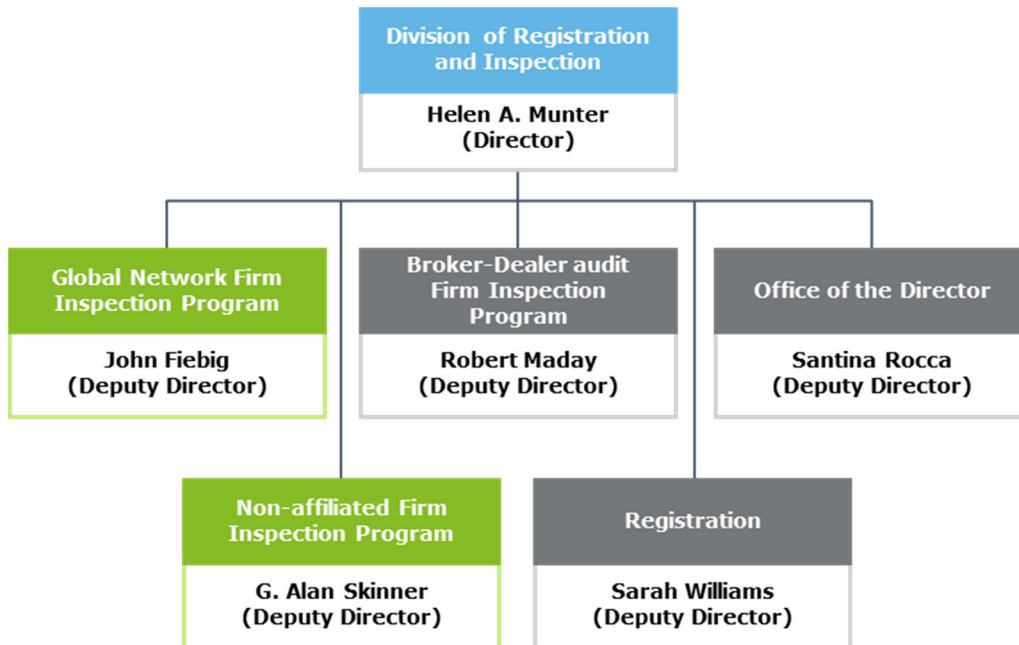 Division of Registration
and Inspection
Helen A. Munter
(Director)
Global Network Firm
Inspection Program
John Fiebig
(Deputy Director)
Broker-Dealer audit
Firm Inspection
Program
Robert Maday
(Deputy Director)
Office of the Director
Santina Rocca
(Deputy Director)
Non-affiliated Firm
Inspection Program
G. Alan Skinner
(Deputy Director)
Registration
Sarah Williams
(Deputy Director)